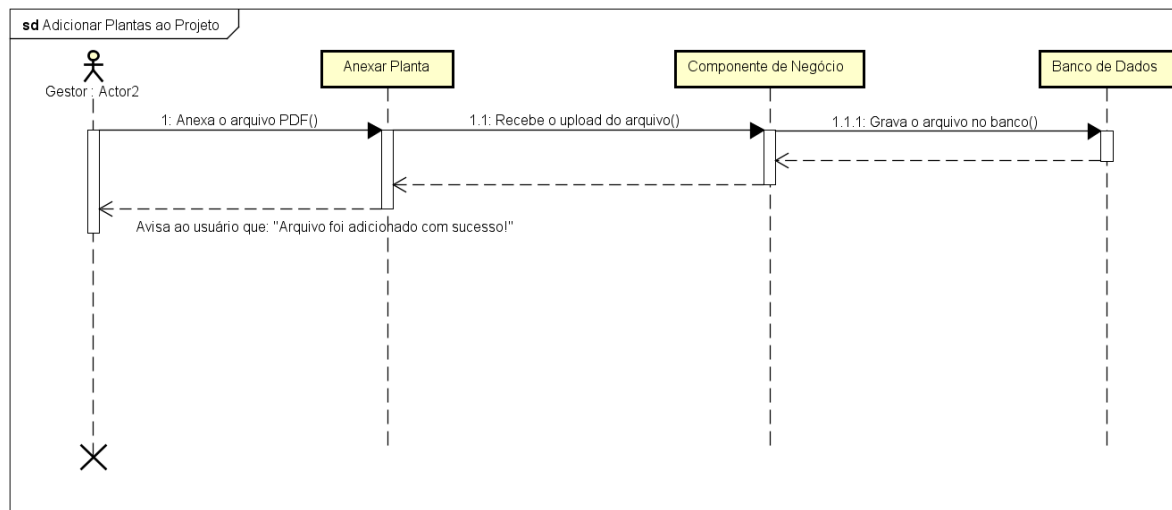 sd Adicionar Plantas ao Projeto
Gestor : Actor2
Anexar Planta
Componente de Negócio
Banco de Dados
1: Anexa o arquivo PDF()
1.1: Recebe o upload do arquivo()
1.1.1: Grava o arquivo no banco()
Avisa ao usuário que: "Arquivo foi adicionado com sucesso!"